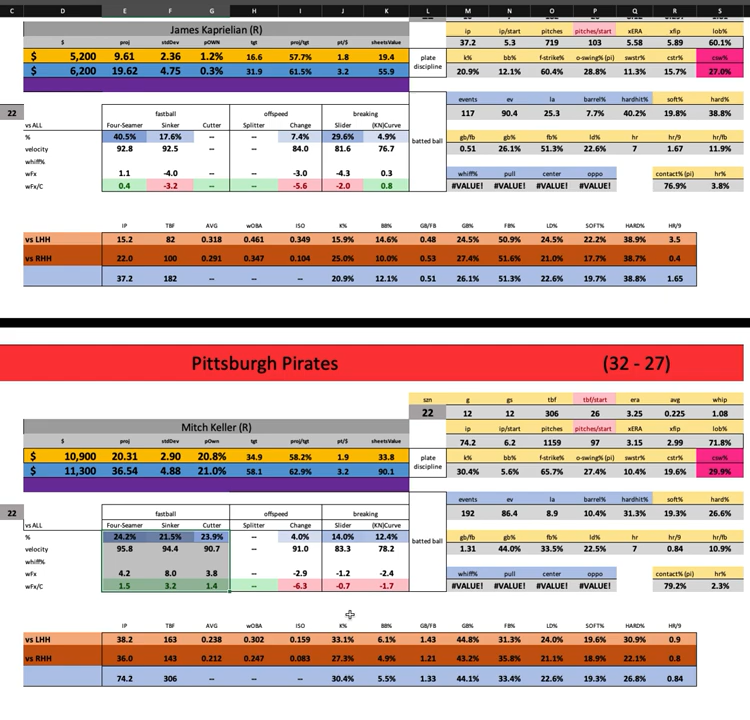 C D E F G H I J K L M N O P Q R S
James Kaprielian (R)
ip ip/start pitches pitches/start xERA xfip lob%
37.2 5.3 719 103 5.58 5.89 60.1%
$ proj stdDev pOWN tgt proj/tgt pt/$ sheetsValue
$ 5,200 9.61 2.36 1.2% 16.6 57.7% 1.8 19.4
$ 6,200 19.62 4.75 0.3% 31.9 61.5% 3.2 55.9
plate discipline
k% bb% f-strike% o-swing% (pi) swstr% cstr% csw%
20.9% 12.1% 60.4% 28.8% 11.3% 15.7% 27.0%
events ev la barrel% hardhit% soft% hard%
117 90.4 25.3 7.7% 40.2% 19.8% 38.8%
22 fastball offspeed breaking
vs ALL Four-Seamer Sinker Cutter Splitter Change Slider (KN)Curve
% 40.5% 17.6% -- -- 7.4% 29.6% 4.9%
velocity 92.8 92.5 -- -- 84.0 81.6 76.7
whiff%
wFx 1.1 -4.0 -3.0 -4.3 0.3
wFx/C 0.4 -3.2 -- -- -5.6 -2.0 0.8
batted ball
gb/fb gb% fb% ld% hr hr/9 hr/fb
0.51 26.1% 51.3% 22.6% 7 1.67 11.9%
whiff% pull center oppo contact% (pi) hr%
#VALUE! #VALUE! #VALUE! #VALUE! 76.9% 3.8%
IP TBF AVG wOBA ISO K% BB% GB/FB GB% FB% LD% SOFT% HARD% HR/9
vs LHH 15.2 82 0.318 0.461 0.349 15.9% 14.6% 0.48 24.5% 50.9% 24.5% 22.2% 38.9% 3.5
vs RHH 22.0 100 0.291 0.347 0.104 25.0% 10.0% 0.53 27.4% 51.6% 21.0% 17.7% 38.7% 0.4
37.2 182 -- -- 20.9% 12.1% 0.51 26.1% 51.3% 22.6% 19.7% 38.8% 1.65
Pittsburgh Pirates (32 - 27)
szn g gs tbf tbf/start era avg whip
22 12 12 306 26 3.25 0.225 1.08
Mitch Keller (R)
ip ip/start pitches pitches/start xERA xfip lob%
74.2 6.2 1159 97 3.15 2.99 71.8%
$ proj stdDev pOwn tgt proj/tgt pt/$ sheetsValue
$ 10,900 20.31 2.90 20.8% 34.9 58.2% 1.9 33.8
$ 11,300 36.54 4.88 21.0% 58.1 62.9% 3.2 90.1
plate discipline
k% bb% f-strike% o-swing% (pi) swstr% cstr% csw%
30.4% 5.6% 65.7% 27.4% 10.4% 19.6% 29.9%
events ev la barrel% hardhit% soft% hard%
192 86.4 8.9 10.4% 31.3% 19.3% 26.6%
22 fastball offspeed breaking
vs ALL Four-Seamer Sinker Cutter Splitter Change Slider (KN)Curve
% 24.2% 21.5% 23.9% -- 4.0% 14.0% 12.4%
velocity 95.8 94.4 90.7 -- 91.0 83.3 78.2
whiff%
wFx 4.2 8.0 3.8 -2.9 -1.2 -2.4
wFx/C 1.5 3.2 1.4 -- -6.3 -0.7 -1.7
batted ball
gb/fb gb% fb% ld% hr hr/9 hr/fb
1.31 44.0% 33.5% 22.5% 7 0.84 10.9%
whiff% pull center oppo contact% (pi) hr%
#VALUE! #VALUE! #VALUE! #VALUE! 79.2% 2.3%
IP TBF AVG wOBA ISO K% BB% GB/FB GB% FB% LD% SOFT% HARD% HR/9
vs LHH 38.2 163 0.238 0.302 0.159 33.1% 6.1% 1.43 44.8% 31.3% 24.0% 19.6% 30.9% 0.9
vs RHH 36.0 143 0.212 0.247 0.083 27.3% 4.9% 1.21 43.2% 35.8% 21.1% 18.9% 22.1% 0.8
74.2 306 -- -- 30.4% 5.5% 1.33 44.1% 33.4% 22.6% 19.3% 26.8% 0.84